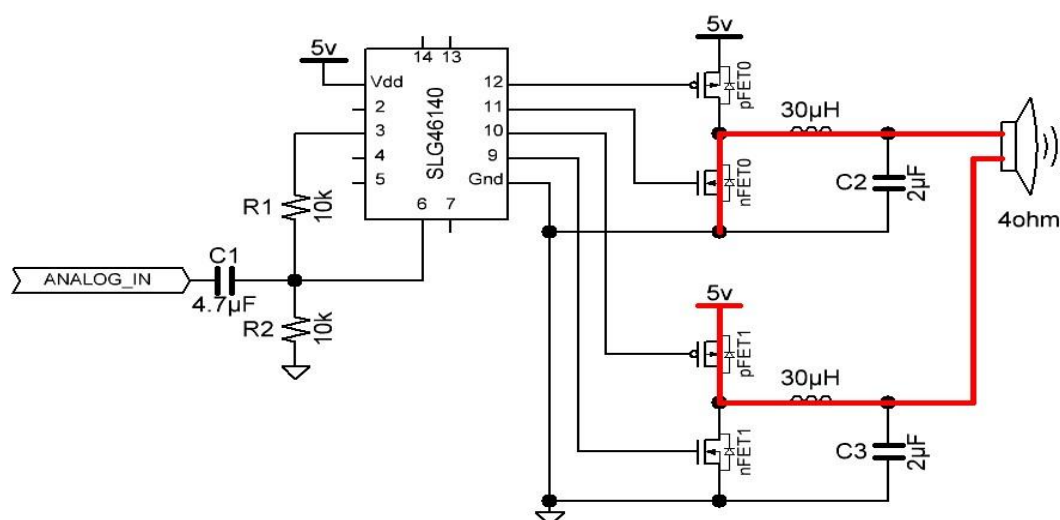 5v
5v
14 13
Vdd
2
3
4
5
6
7
SLG46140
12
11
10
9
Gnd
pFET0
nFET0
30µH
C2
2µF
4ohm
R1
10k
C1
4.7µF
ANALOG_IN
R2
10k
5v
pFET1
nFET1
30µH
C3
2µF